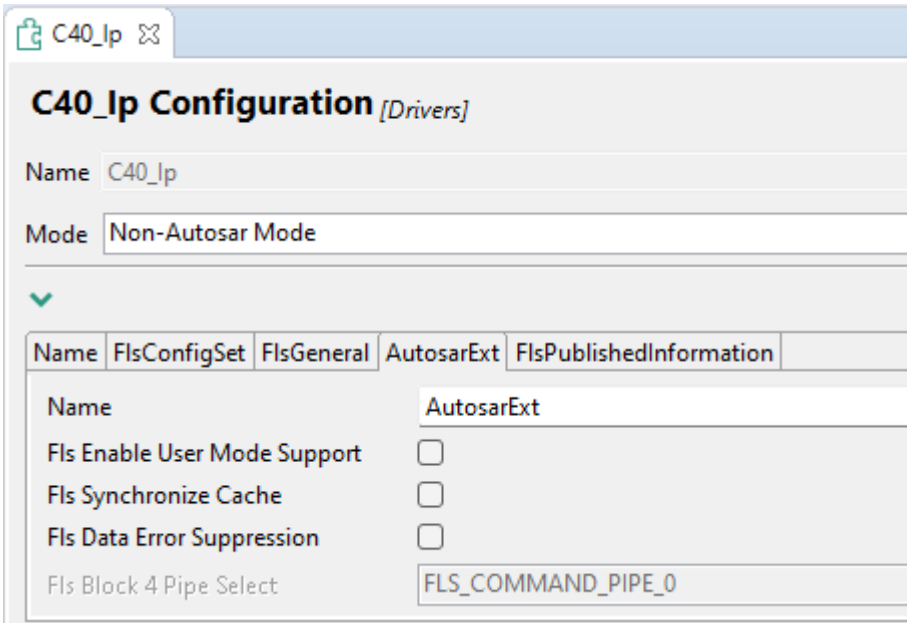 C40_Ip
C40_Ip Configuration [Drivers]
Name C40_Ip
Mode Non-Autosar Mode
Name FlsConfigSet FlsGeneral AutosarExt FlsPublishedInformation
Name AutosarExt
Fls Enable User Mode Support
Fls Synchronize Cache
Fls Data Error Suppression
Fls Block 4 Pipe Select FLS_COMMAND_PIPE_0